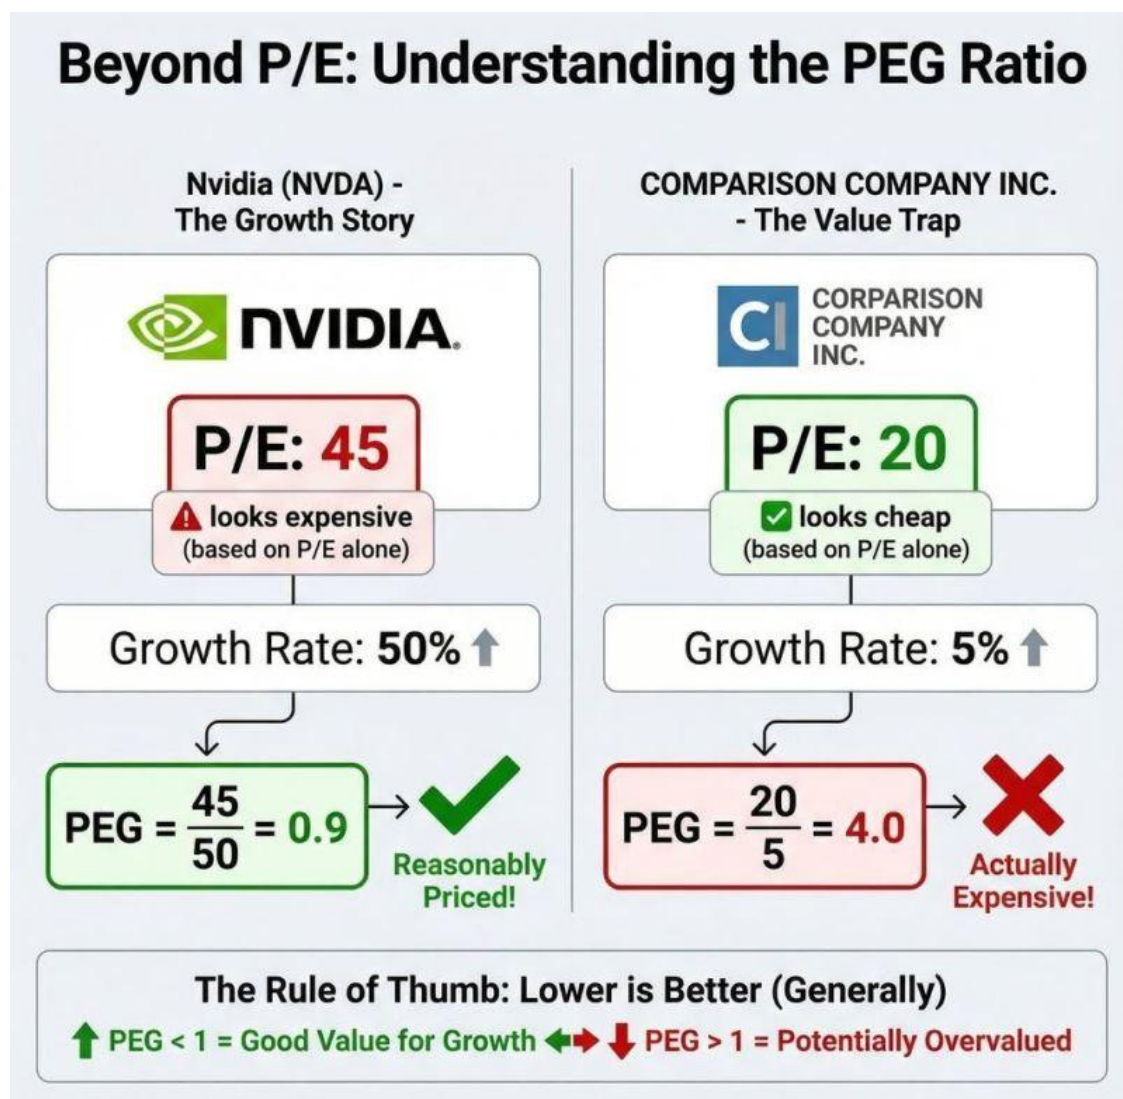 Beyond P/E: Understanding the PEG Ratio
Nvidia (NVDA) -
The Growth Story
NVIDIA.
P/E: 45
looks expensive
(based on P/E alone)
Growth Rate: 50%
PEG = 45/50 = 0.9
Reasonably
Priced!
COMPARISON COMPANY INC.
- The Value Trap
CI
CORPARISON
COMPANY
INC.
P/E: 20
looks cheap
(based on P/E alone)
Growth Rate: 5%
PEG = 20/5 = 4.0
Actually
Expensive!
The Rule of Thumb: Lower is Better (Generally)
PEG < 1 = Good Value for Growth PEG > 1 = Potentially Overvalued